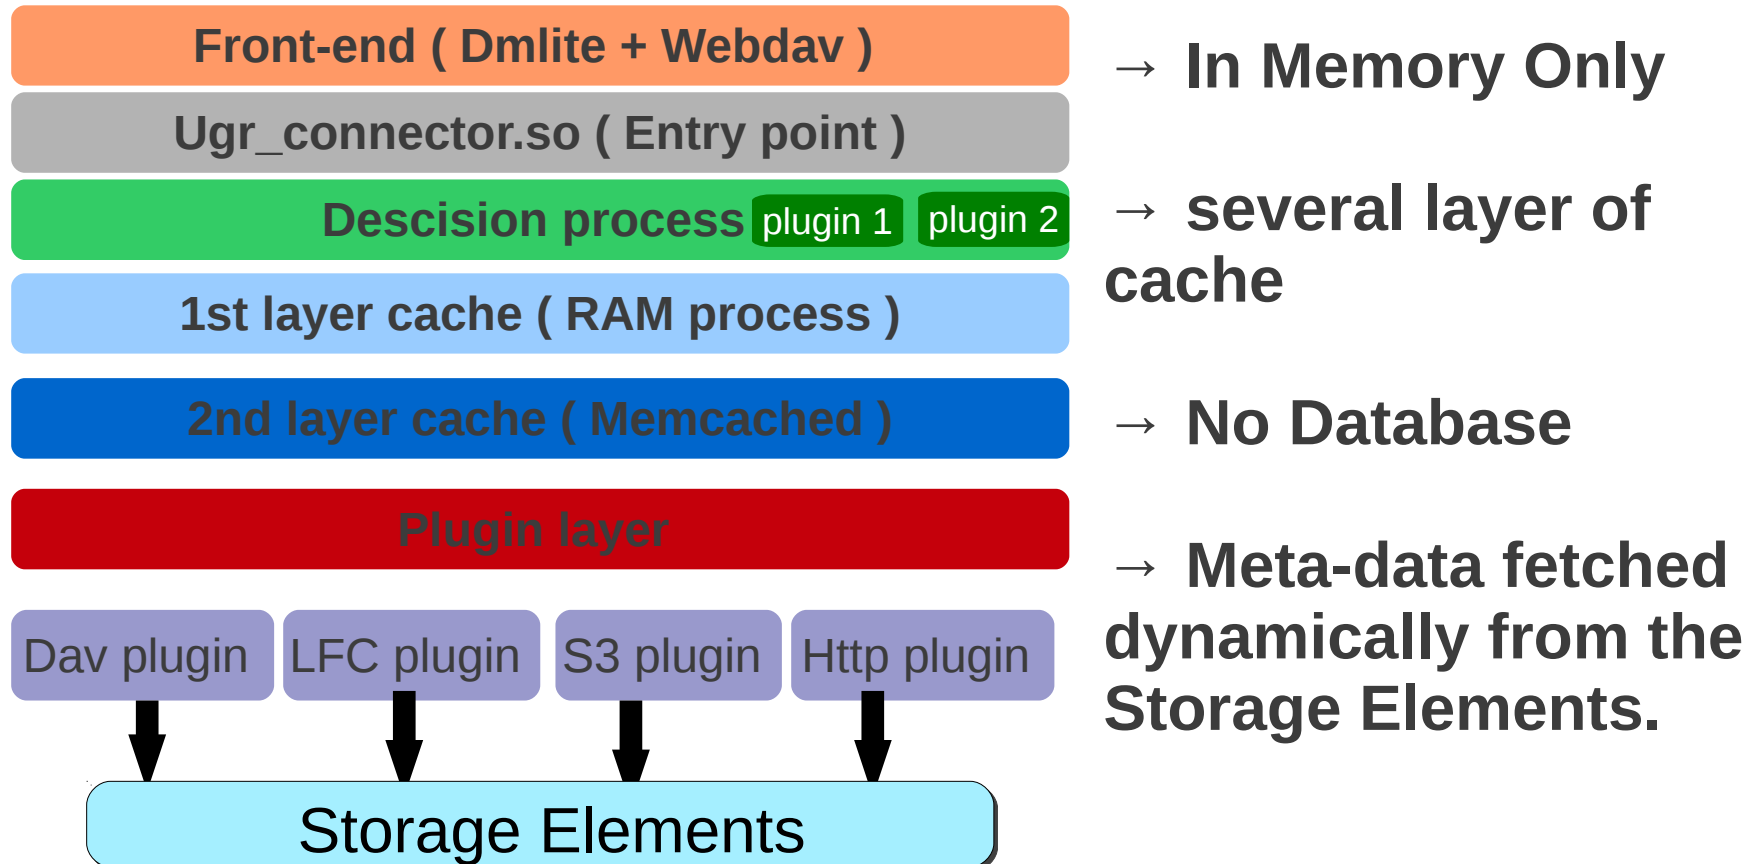 Front-end ( Dmlite + Webdav )
Ugr_connector.so ( Entry point )
Descision process plugin 1 plugin 2
1st layer cache ( RAM process )
2nd layer cache ( Memcached )
Plugin layer
Dav plugin LFC plugin S3 plugin Http plugin
Storage Elements
→ In Memory Only
→ several layer of
cache
→ No Database
→ Meta-data fetched
dynamically from the
Storage Elements.